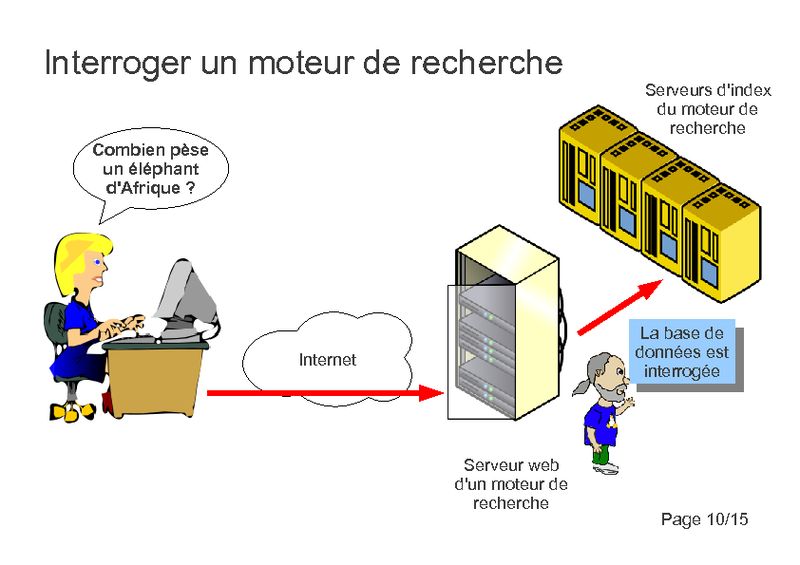 Interroger un moteur de recherche
Serveurs d'index
du moteur de
recherche
Combien pèse
un éléphant
d'Afrique ?
Internet
La base de
données est
interrogée
Serveur web
d'un moteur de
recherche
Page 10/15